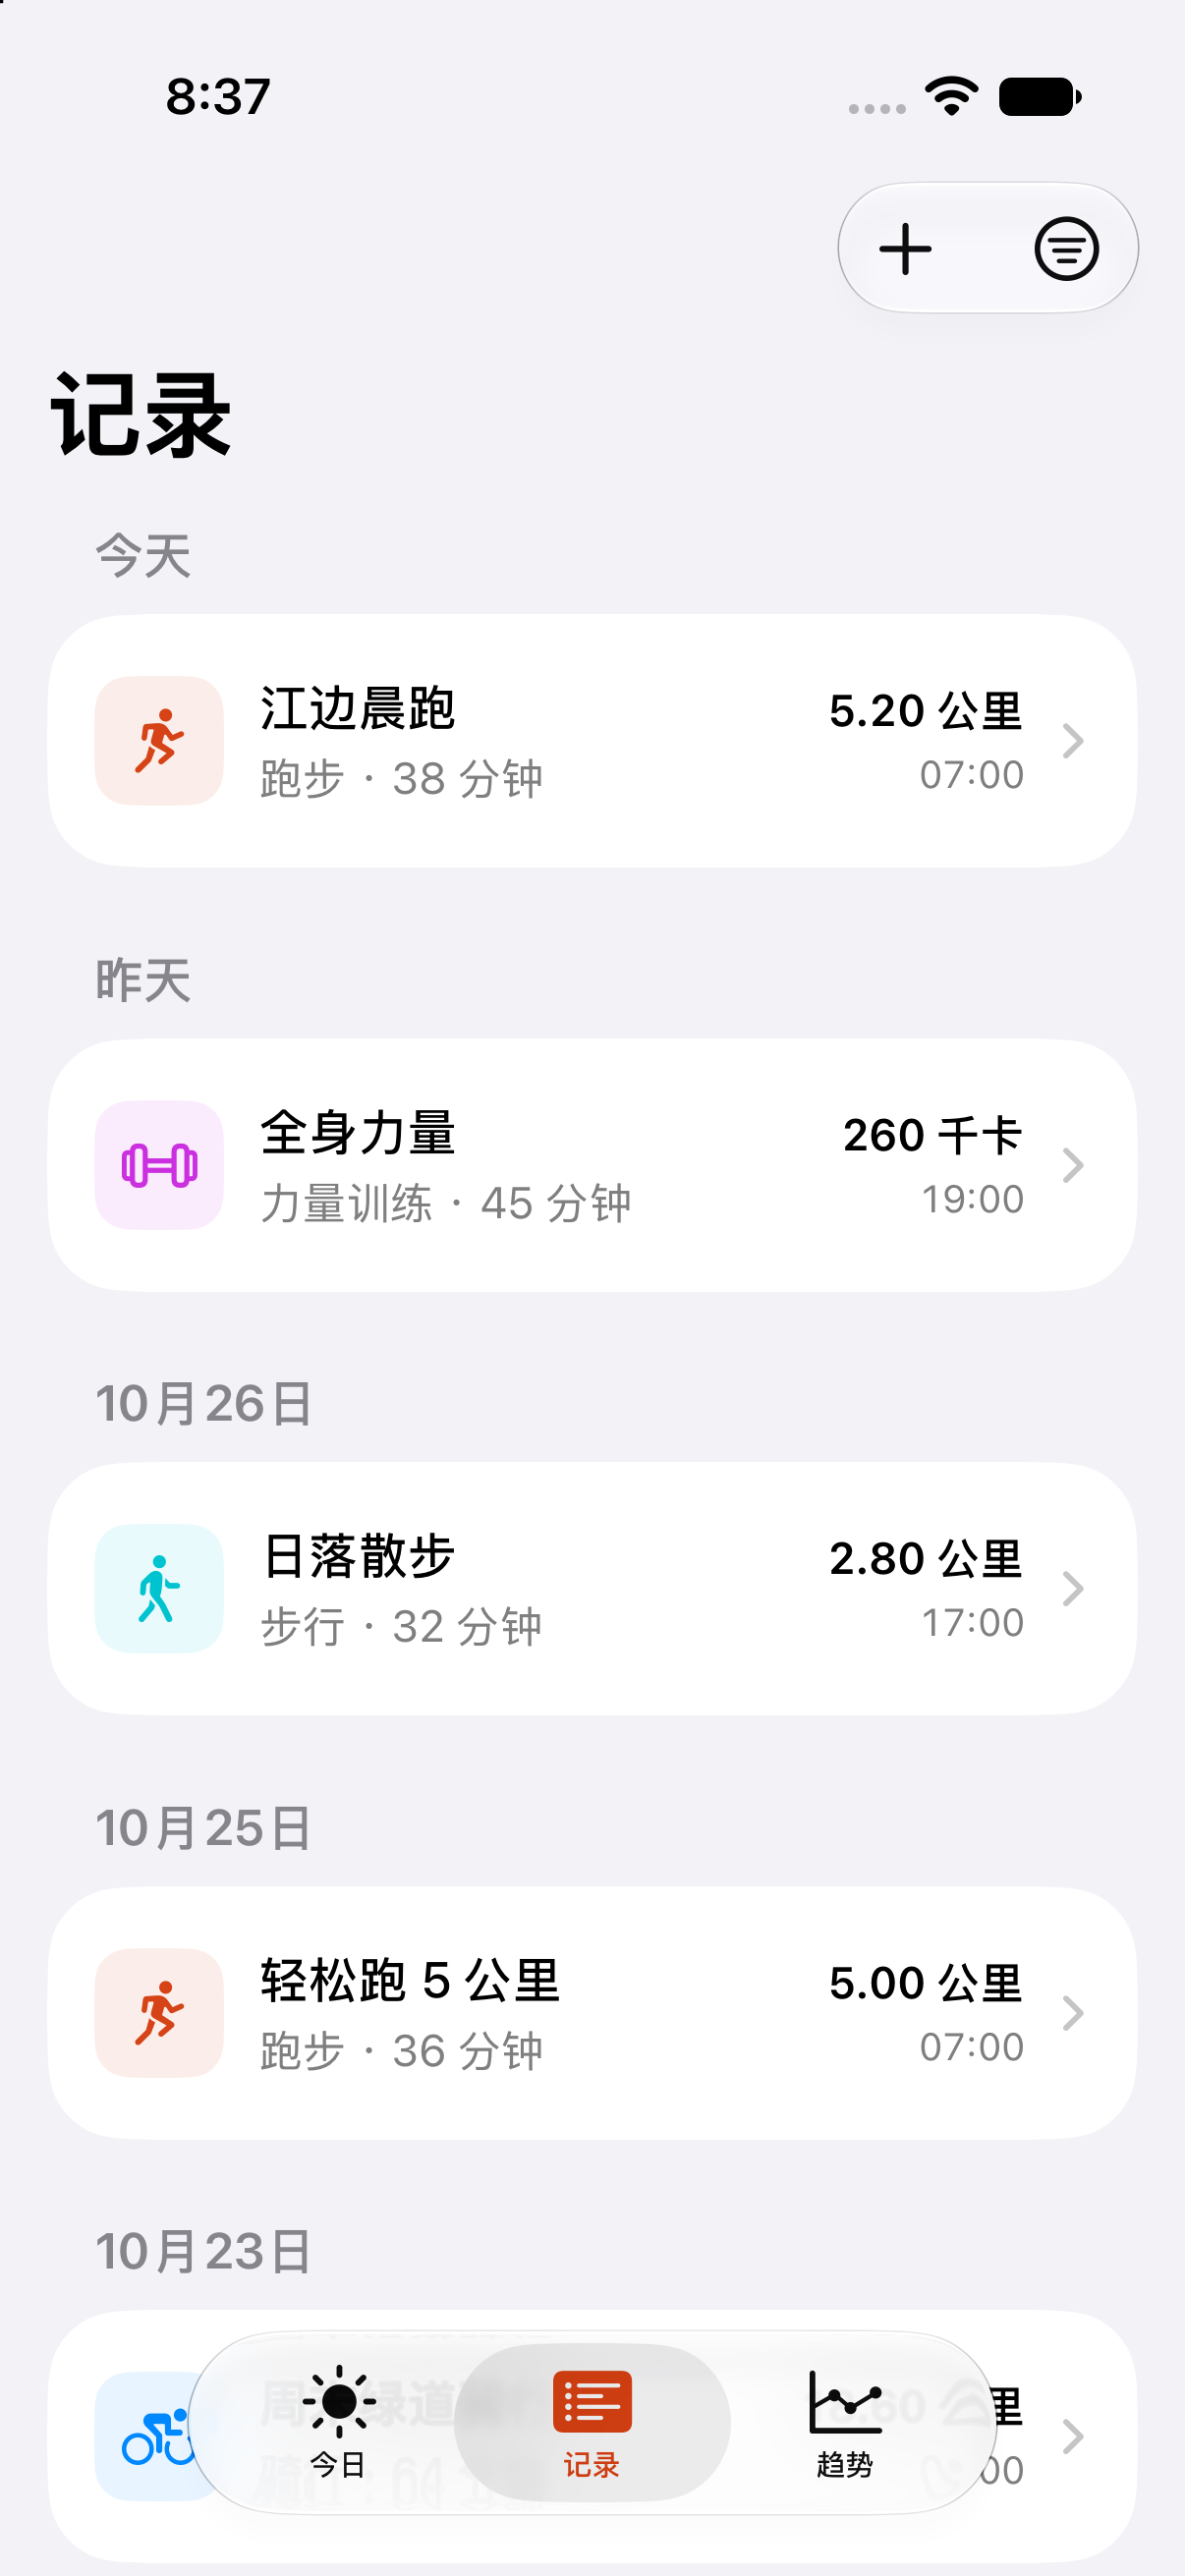 8:37
记录
今天
江边晨跑
5.20 公里
跑步 · 38 分钟
07:00
昨天
全身力量
260 千卡
力量训练 · 45 分钟
19:00
10月26日
日落散步
2.80 公里
步行 · 32 分钟
17:00
10月25日
轻松跑 5 公里
5.00 公里
跑步 · 36 分钟
07:00
10月23日
今日
记录
趋势